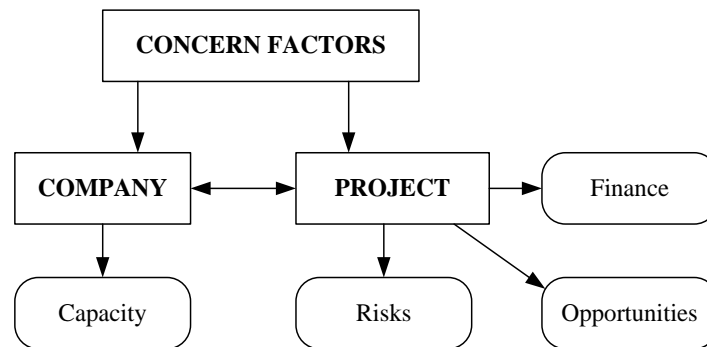 CONCERN FACTORS
COMPANY
PROJECT
Finance
Capacity
Risks
Opportunities